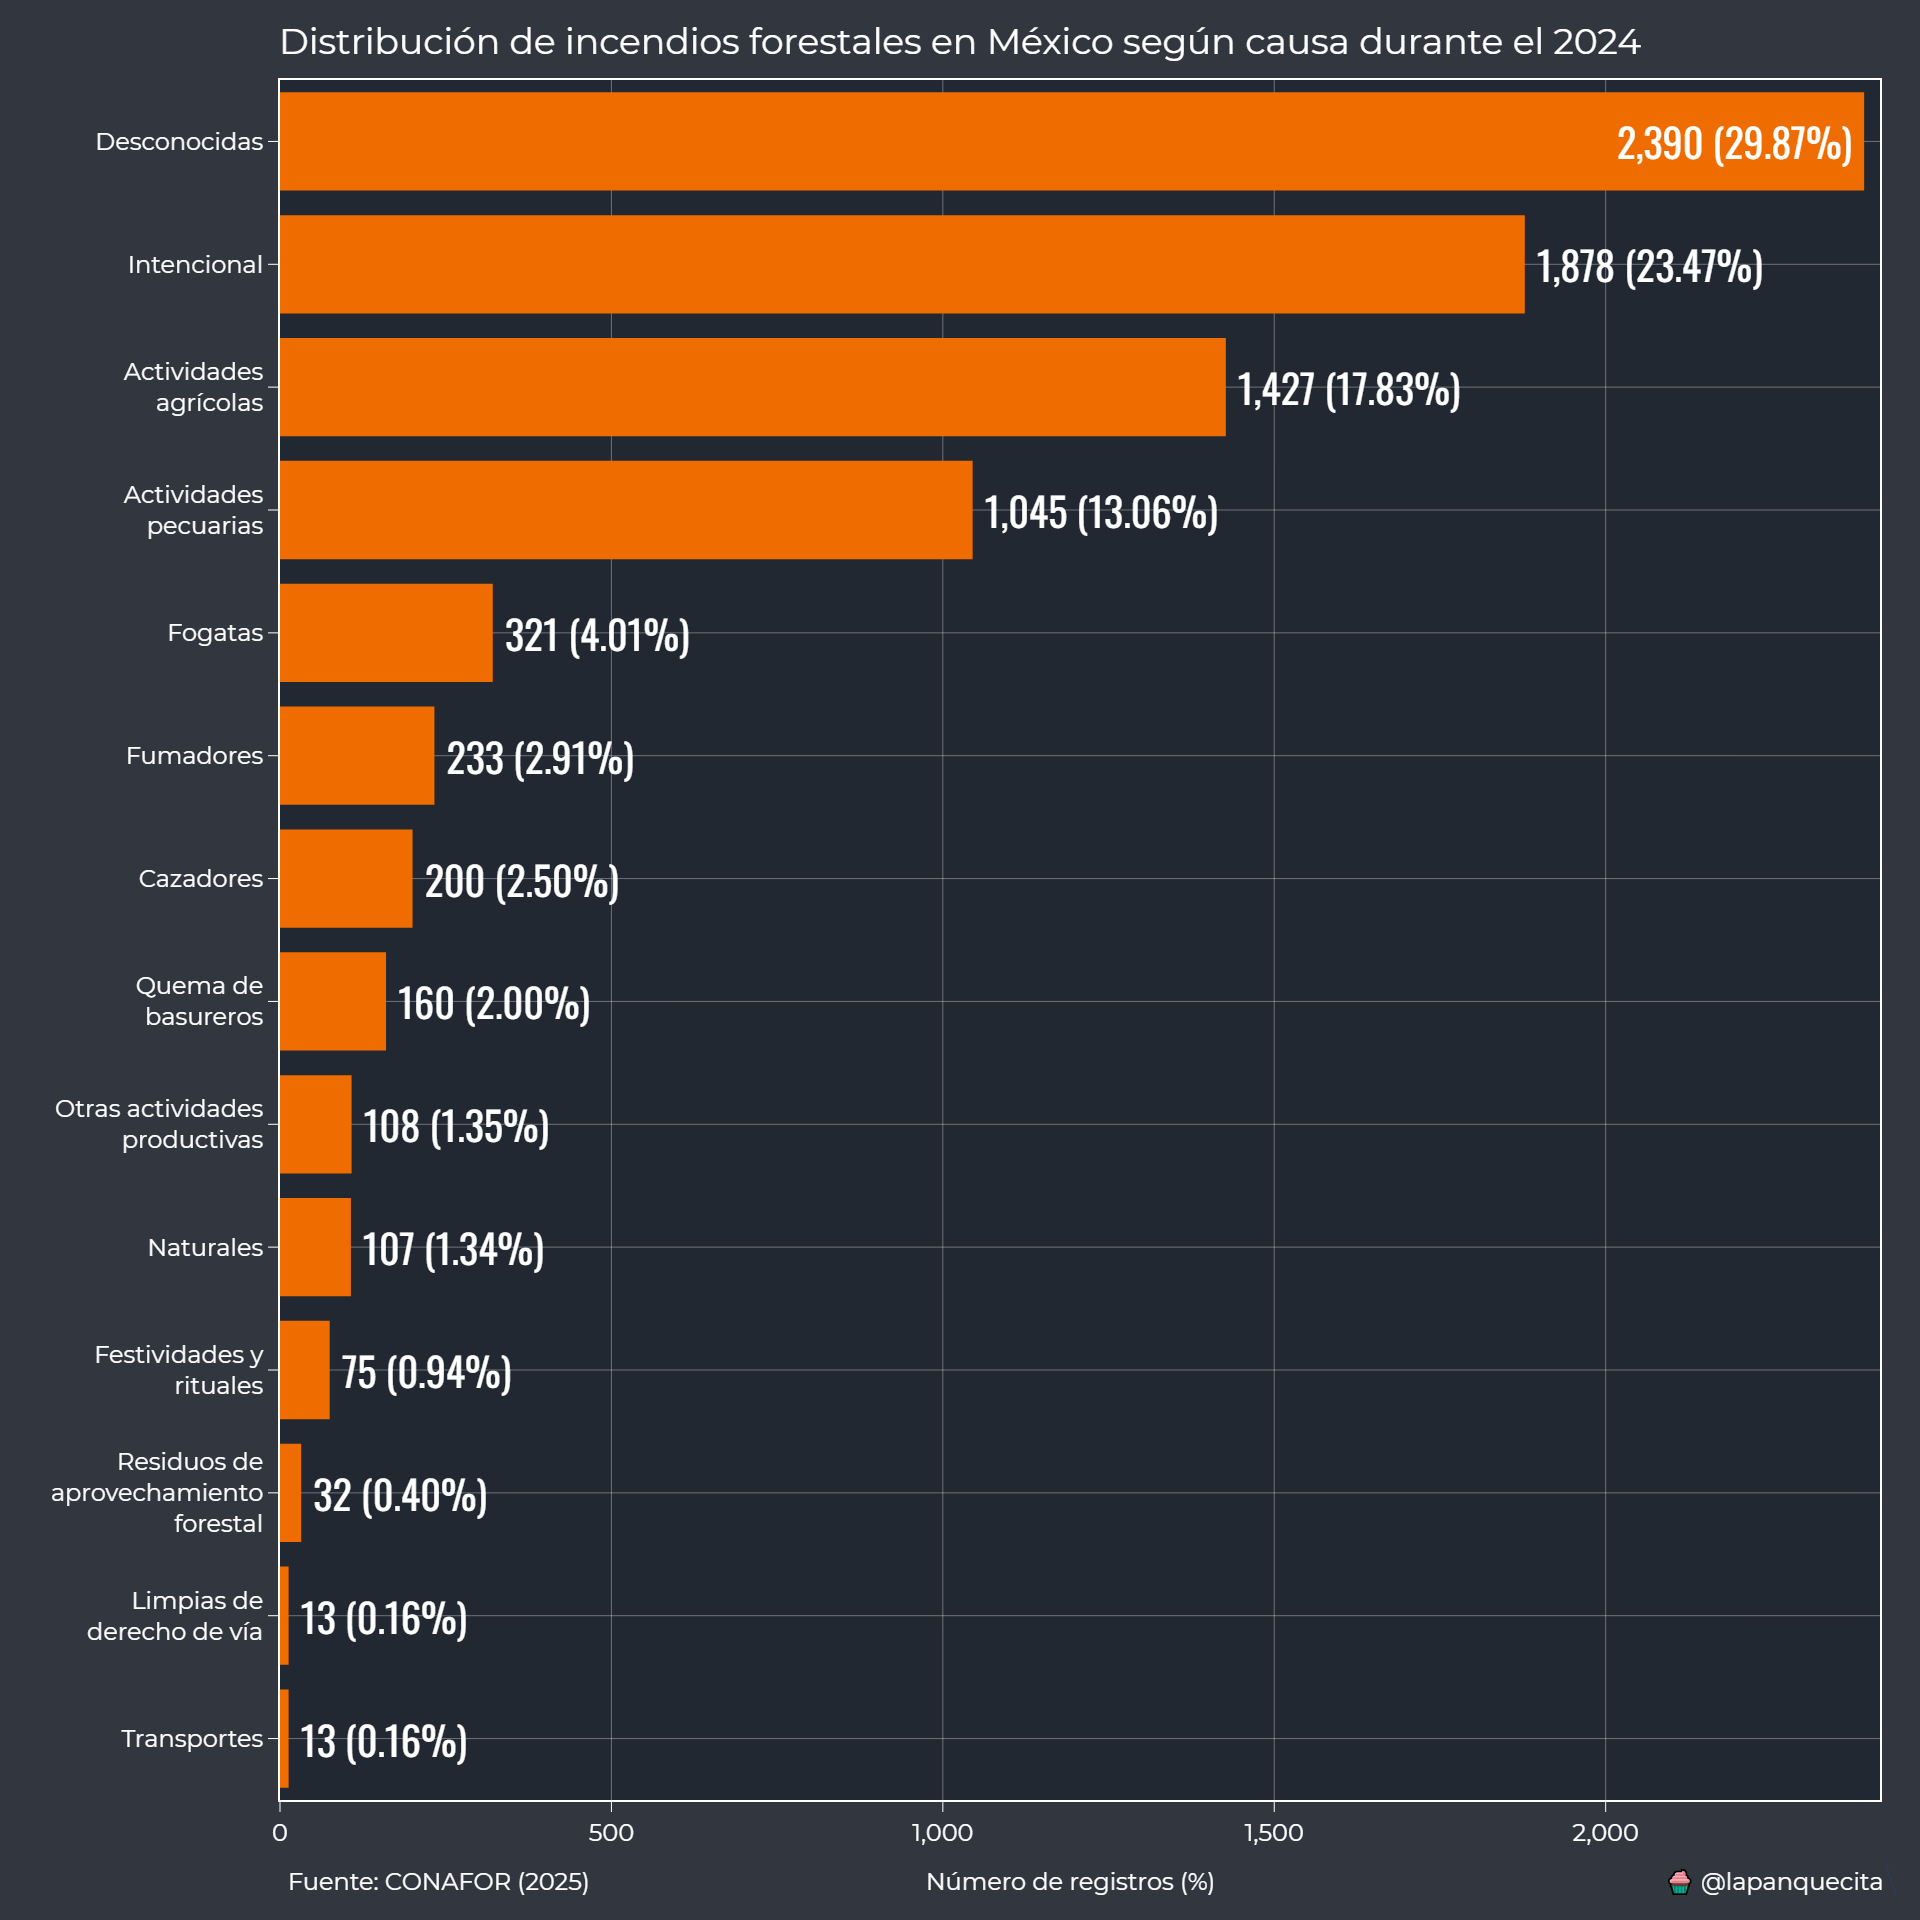 Distribución de incendios forestales en México según causa durante el 2024
Desconocidas
2,390 (29.87%)
Intencional
1,878 (23.47%)
Actividades
agrícolas
1,427 (17.83%)
Actividades
pecuarias
1,045 (13.06%)
Fogatas
321 (4.01%)
Fumadores
233 (2.91%)
Cazadores
200 (2.50%)
Quema de
basureros
160 (2.00%)
Otras actividades
productivas
108 (1.35%)
Naturales
107 (1.34%)
Festividades y
rituales
75 (0.94%)
Residuos de
aprovechamiento
forestal
32 (0.40%)
Limpias de
derecho de vía
13 (0.16%)
Transportes
13 (0.16%)
0 500 1,000 1,500 2,000
Fuente: CONAFOR (2025)
Número de registros (%)
@lapanquecita